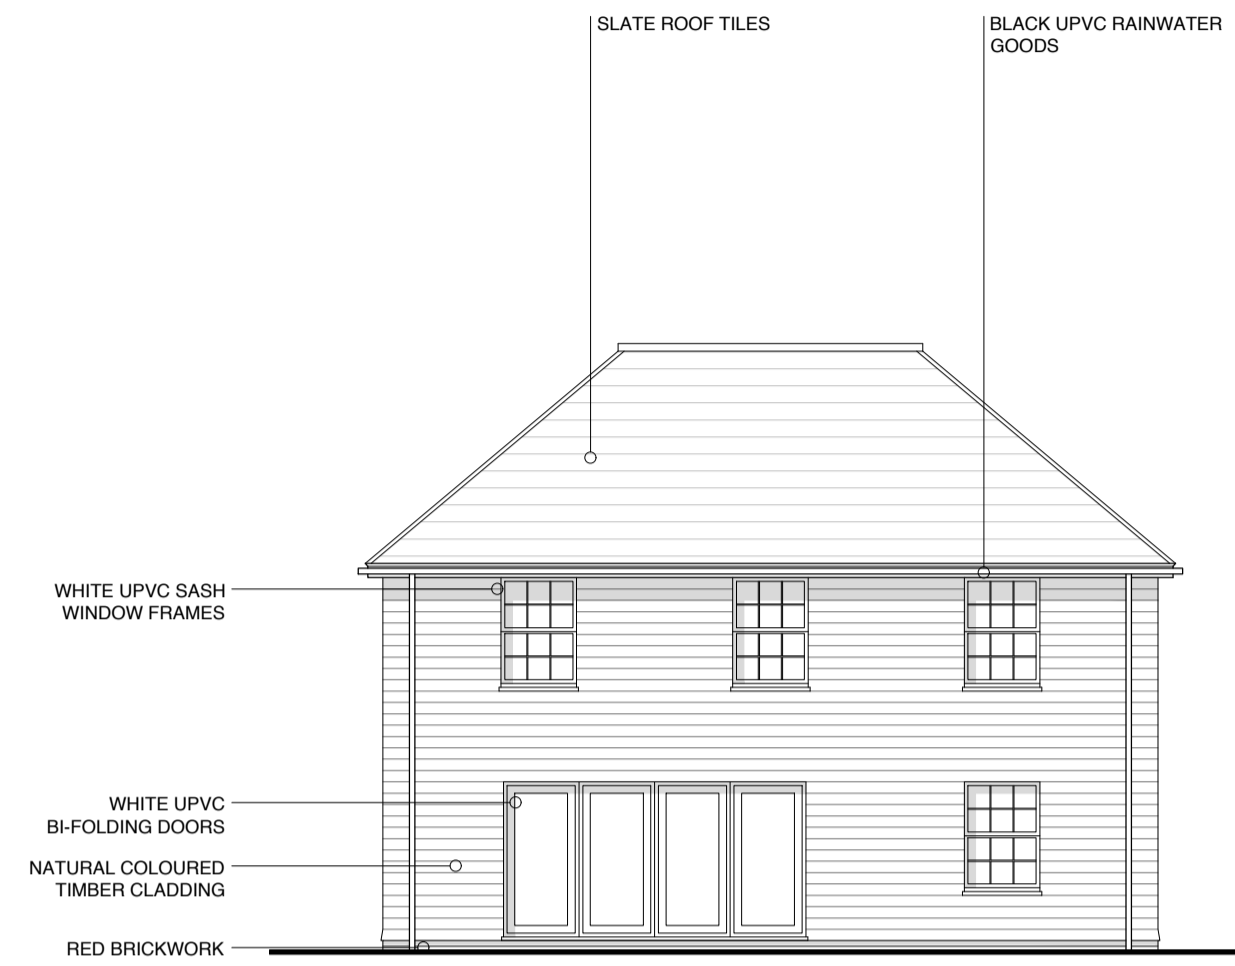 SLATE ROOF TILES
BLACK UPVC RAINWATER
GOODS
WHITE UPVC SASH
WINDOW FRAMES
WHITE UPVC
BI-FOLDING DOORS
NATURAL COLOURED
TIMBER CLADDING
RED BRICKWORK